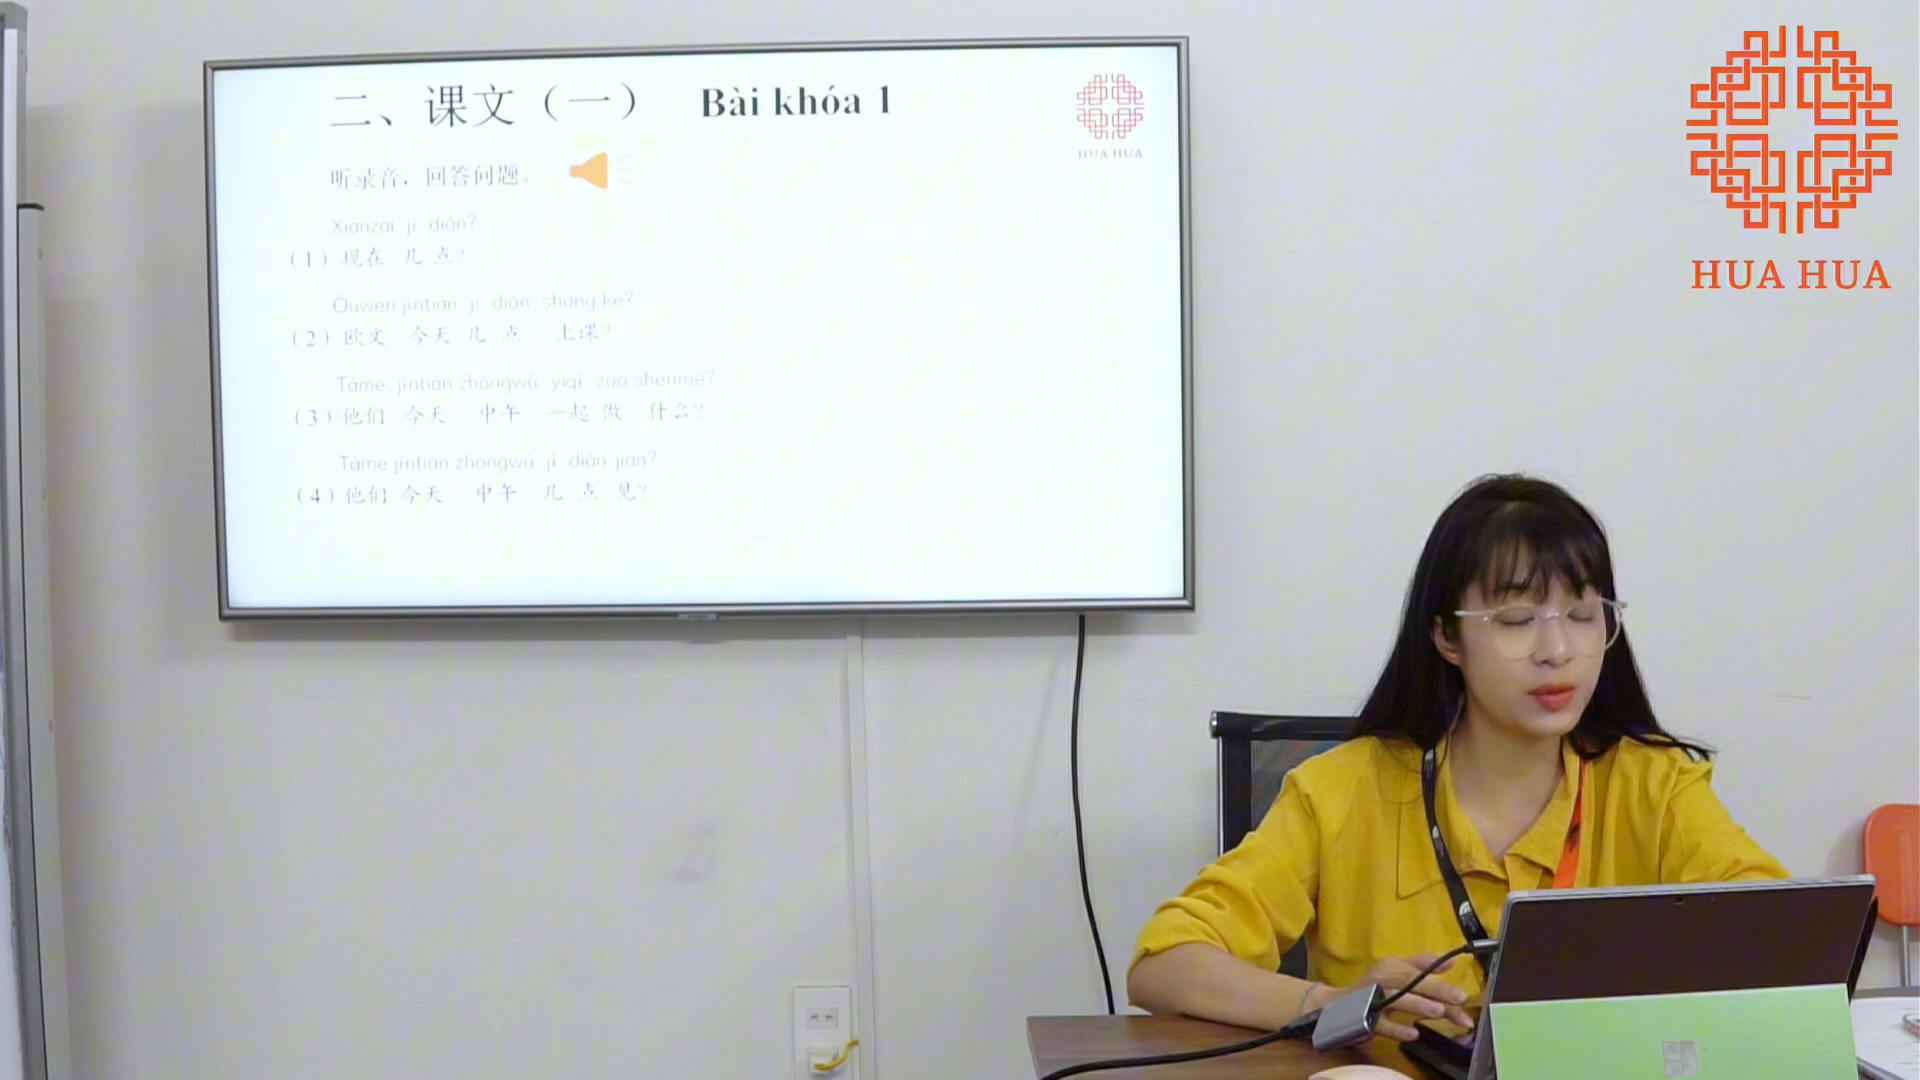 二、课文（一） Bài khóa 1
HUA HUA
听录音，回答问题。
Xiànzài jǐ diǎn?
（1）现在 几 点？
Ōuwén jīntiān jǐ diǎn shàng kè?
（2）欧文 今天 几 点 上课？
Tāme jīntiān zhōngwǔ yìqǐ zuò shénme?
（3）他们 今天 中午 一起 做 什么？
Tāme jīntiān zhōngwǔ jǐ diǎn jiàn?
（4）他们 今天 中午 几 点 见？
HUA HUA